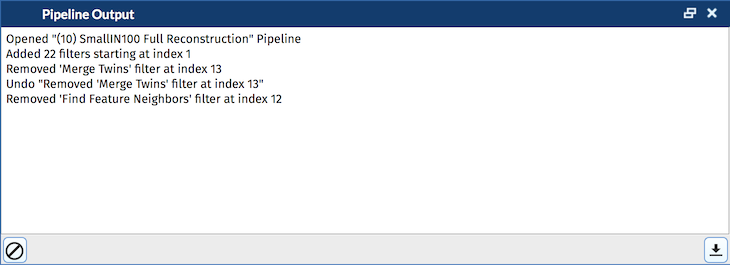 Pipeline Output
Opened "(10) SmallIN100 Full Reconstruction" Pipeline
Added 22 filters starting at index 1
Removed 'Merge Twins' filter at index 13
Undo "Removed 'Merge Twins' filter at index 13"
Removed 'Find Feature Neighbors' filter at index 12